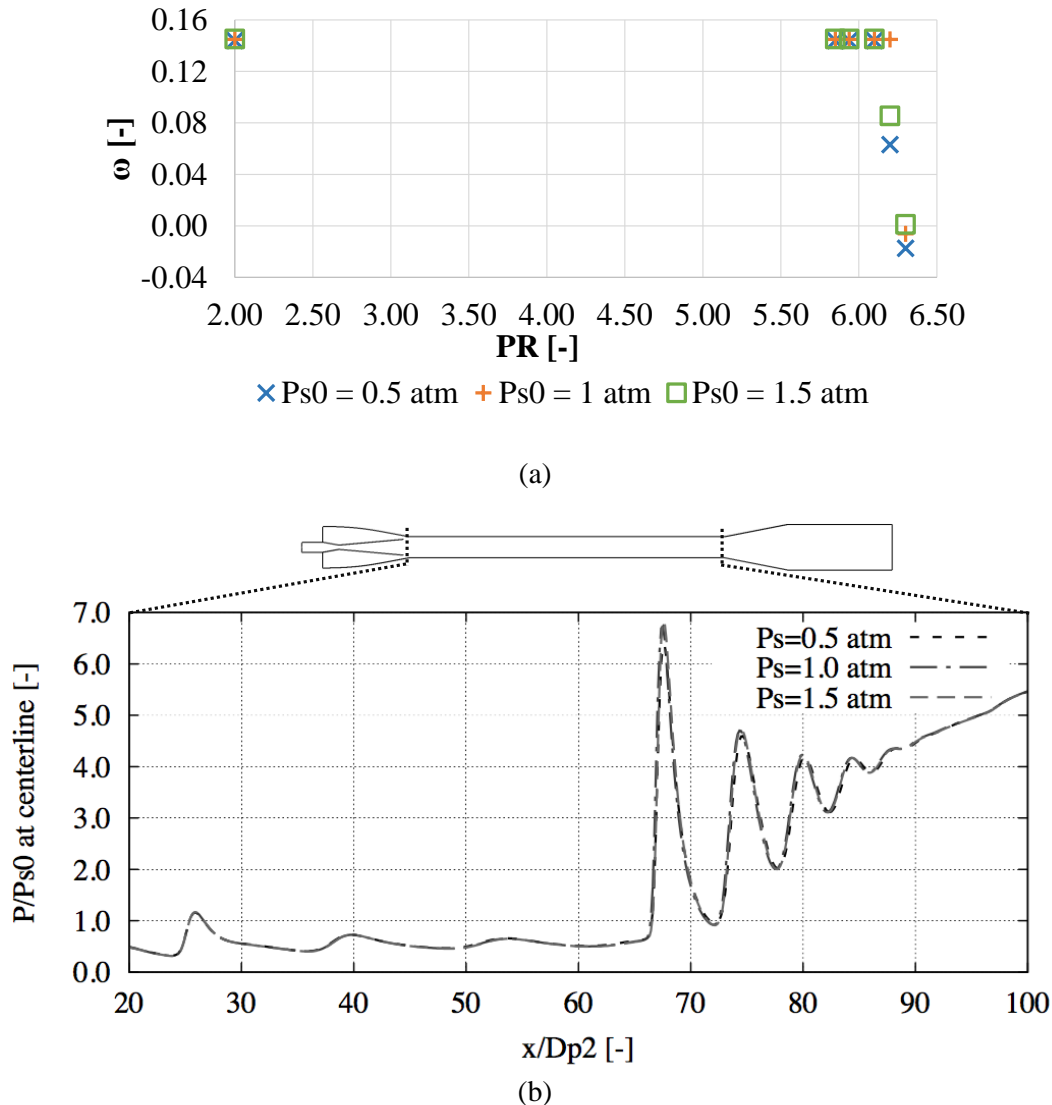 0.16
0.12
0.08
0.00
-0.04
ω [-]
2.00 2.50 3.00 3.50 4.00 4.50 5.00 5.50 6.00 6.50
PR [-]
Ps0 = 0.5 atm Ps0 = 1 atm Ps0 = 1.5 atm
(a)
7.0
6.0
5.0
4.0
3.0
2.0
1.0
0.0
P/Ps0 at centerline [-]
Ps=0.5 atm
Ps=1.0 atm
Ps=1.5 atm
20 30 40 50 60 70 80 90 100
x/Dp2 [-]
(b)